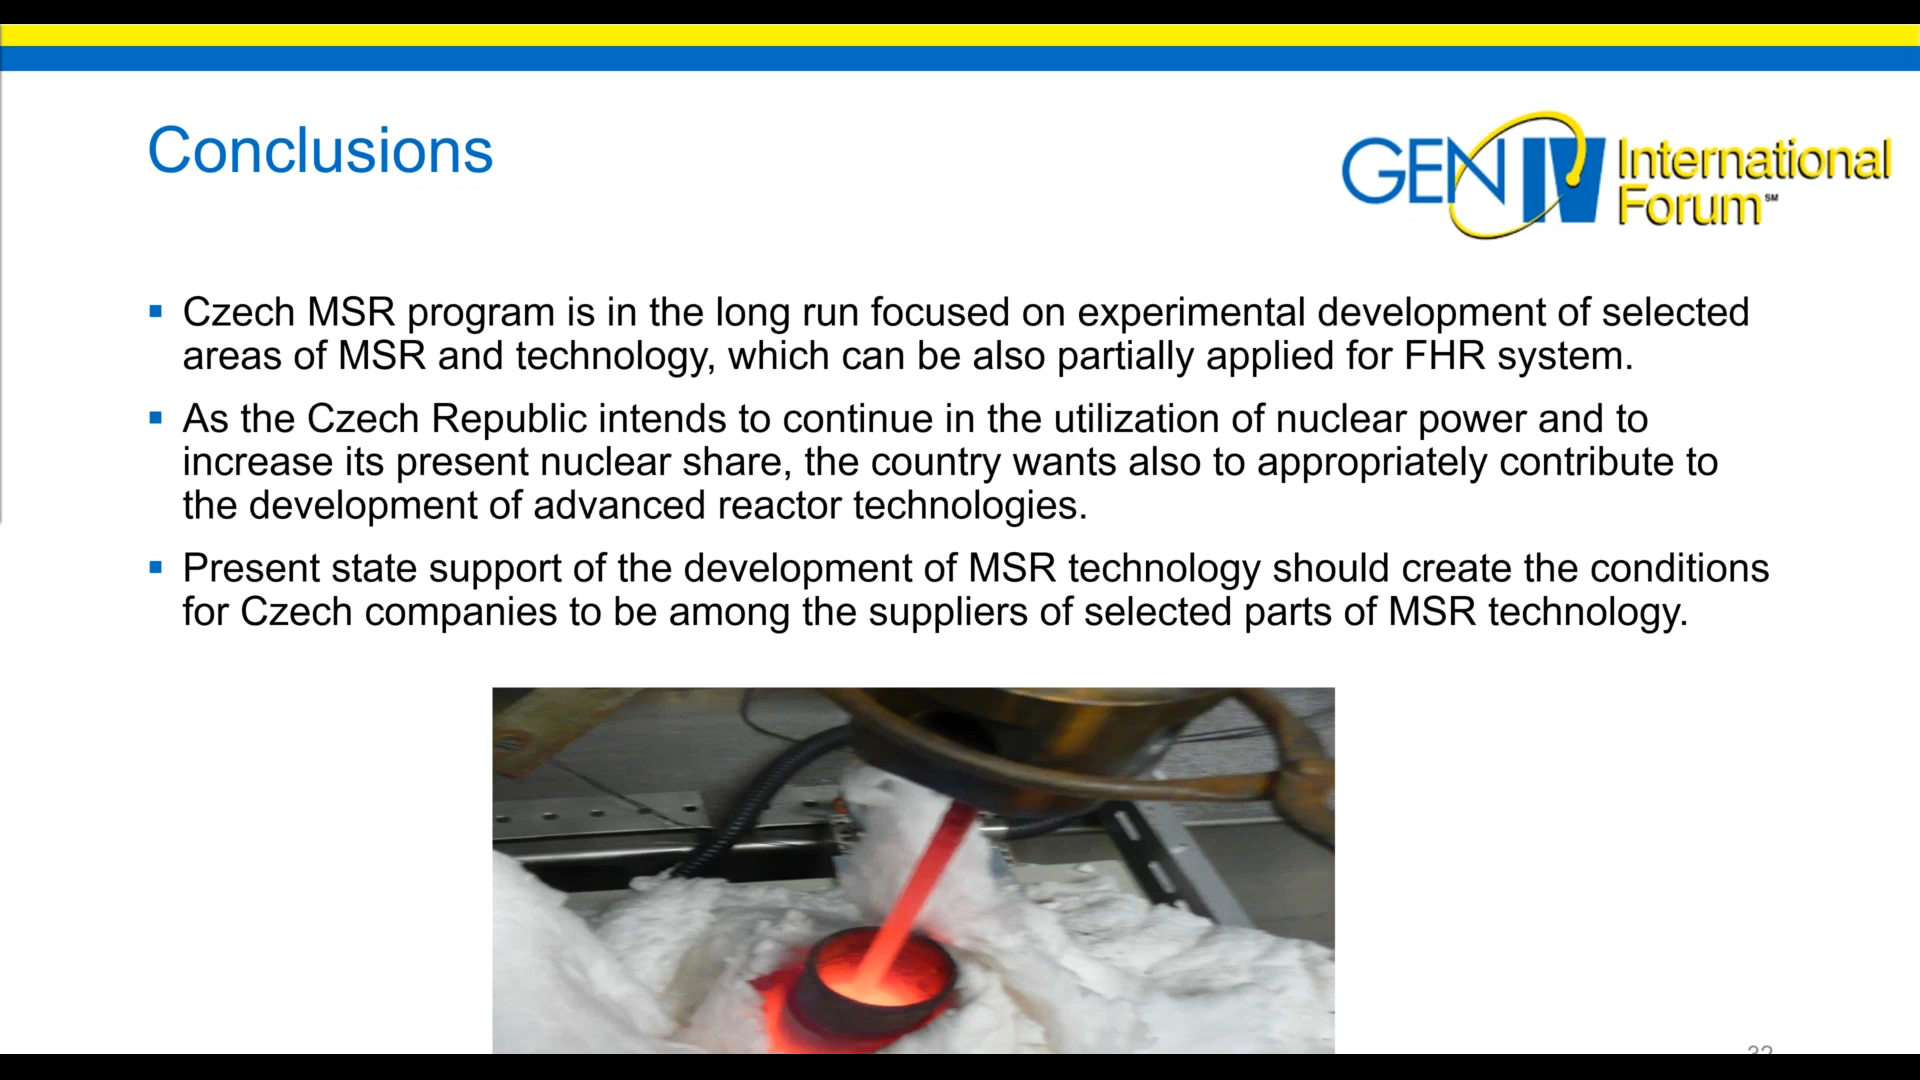 Conclusions
GEN IV International
Forum SM
Czech MSR program is in the long run focused on experimental development of selected
areas of MSR and technology, which can be also partially applied for FHR system.
As the Czech Republic intends to continue in the utilization of nuclear power and to
increase its present nuclear share, the country wants also to appropriately contribute to
the development of advanced reactor technologies.
Present state support of the development of MSR technology should create the conditions
for Czech companies to be among the suppliers of selected parts of MSR technology.